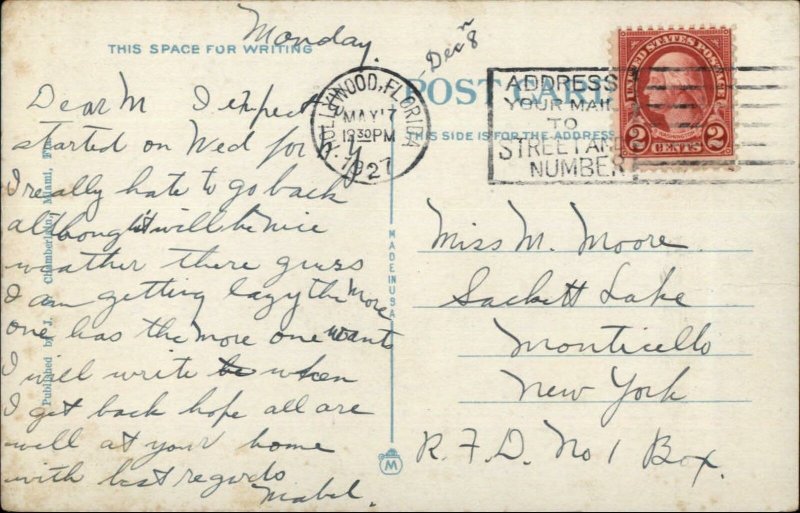 Monday.
THIS SPACE FOR WRITING
Dear M I expect
started on Wed for N.
Y
I really hate to go back
although it will be nice
weather there guess
I am getting lazy the more
one has the more one wants
I will write when
I get back hope all are
well at your home
with best regards
Mabel.
Published by J. N. Chamberlain, Miami, Fla.
MADE IN U.S.A.
M
Dec n
8
HOLLYWOOD, FLORIDA
MAY 17
12 30 PM
1927
POST CARD
THIS SIDE IS FOR THE ADDRESS
ADDRESS
YOUR MAIL
TO
STREET AND
NUMBER
UNITED STATES POSTAGE
WASHINGTON
2 CENTS 2
Miss M. Moore
Sackett Lake
Monticello
New York
R. F. D. No 1 Box.